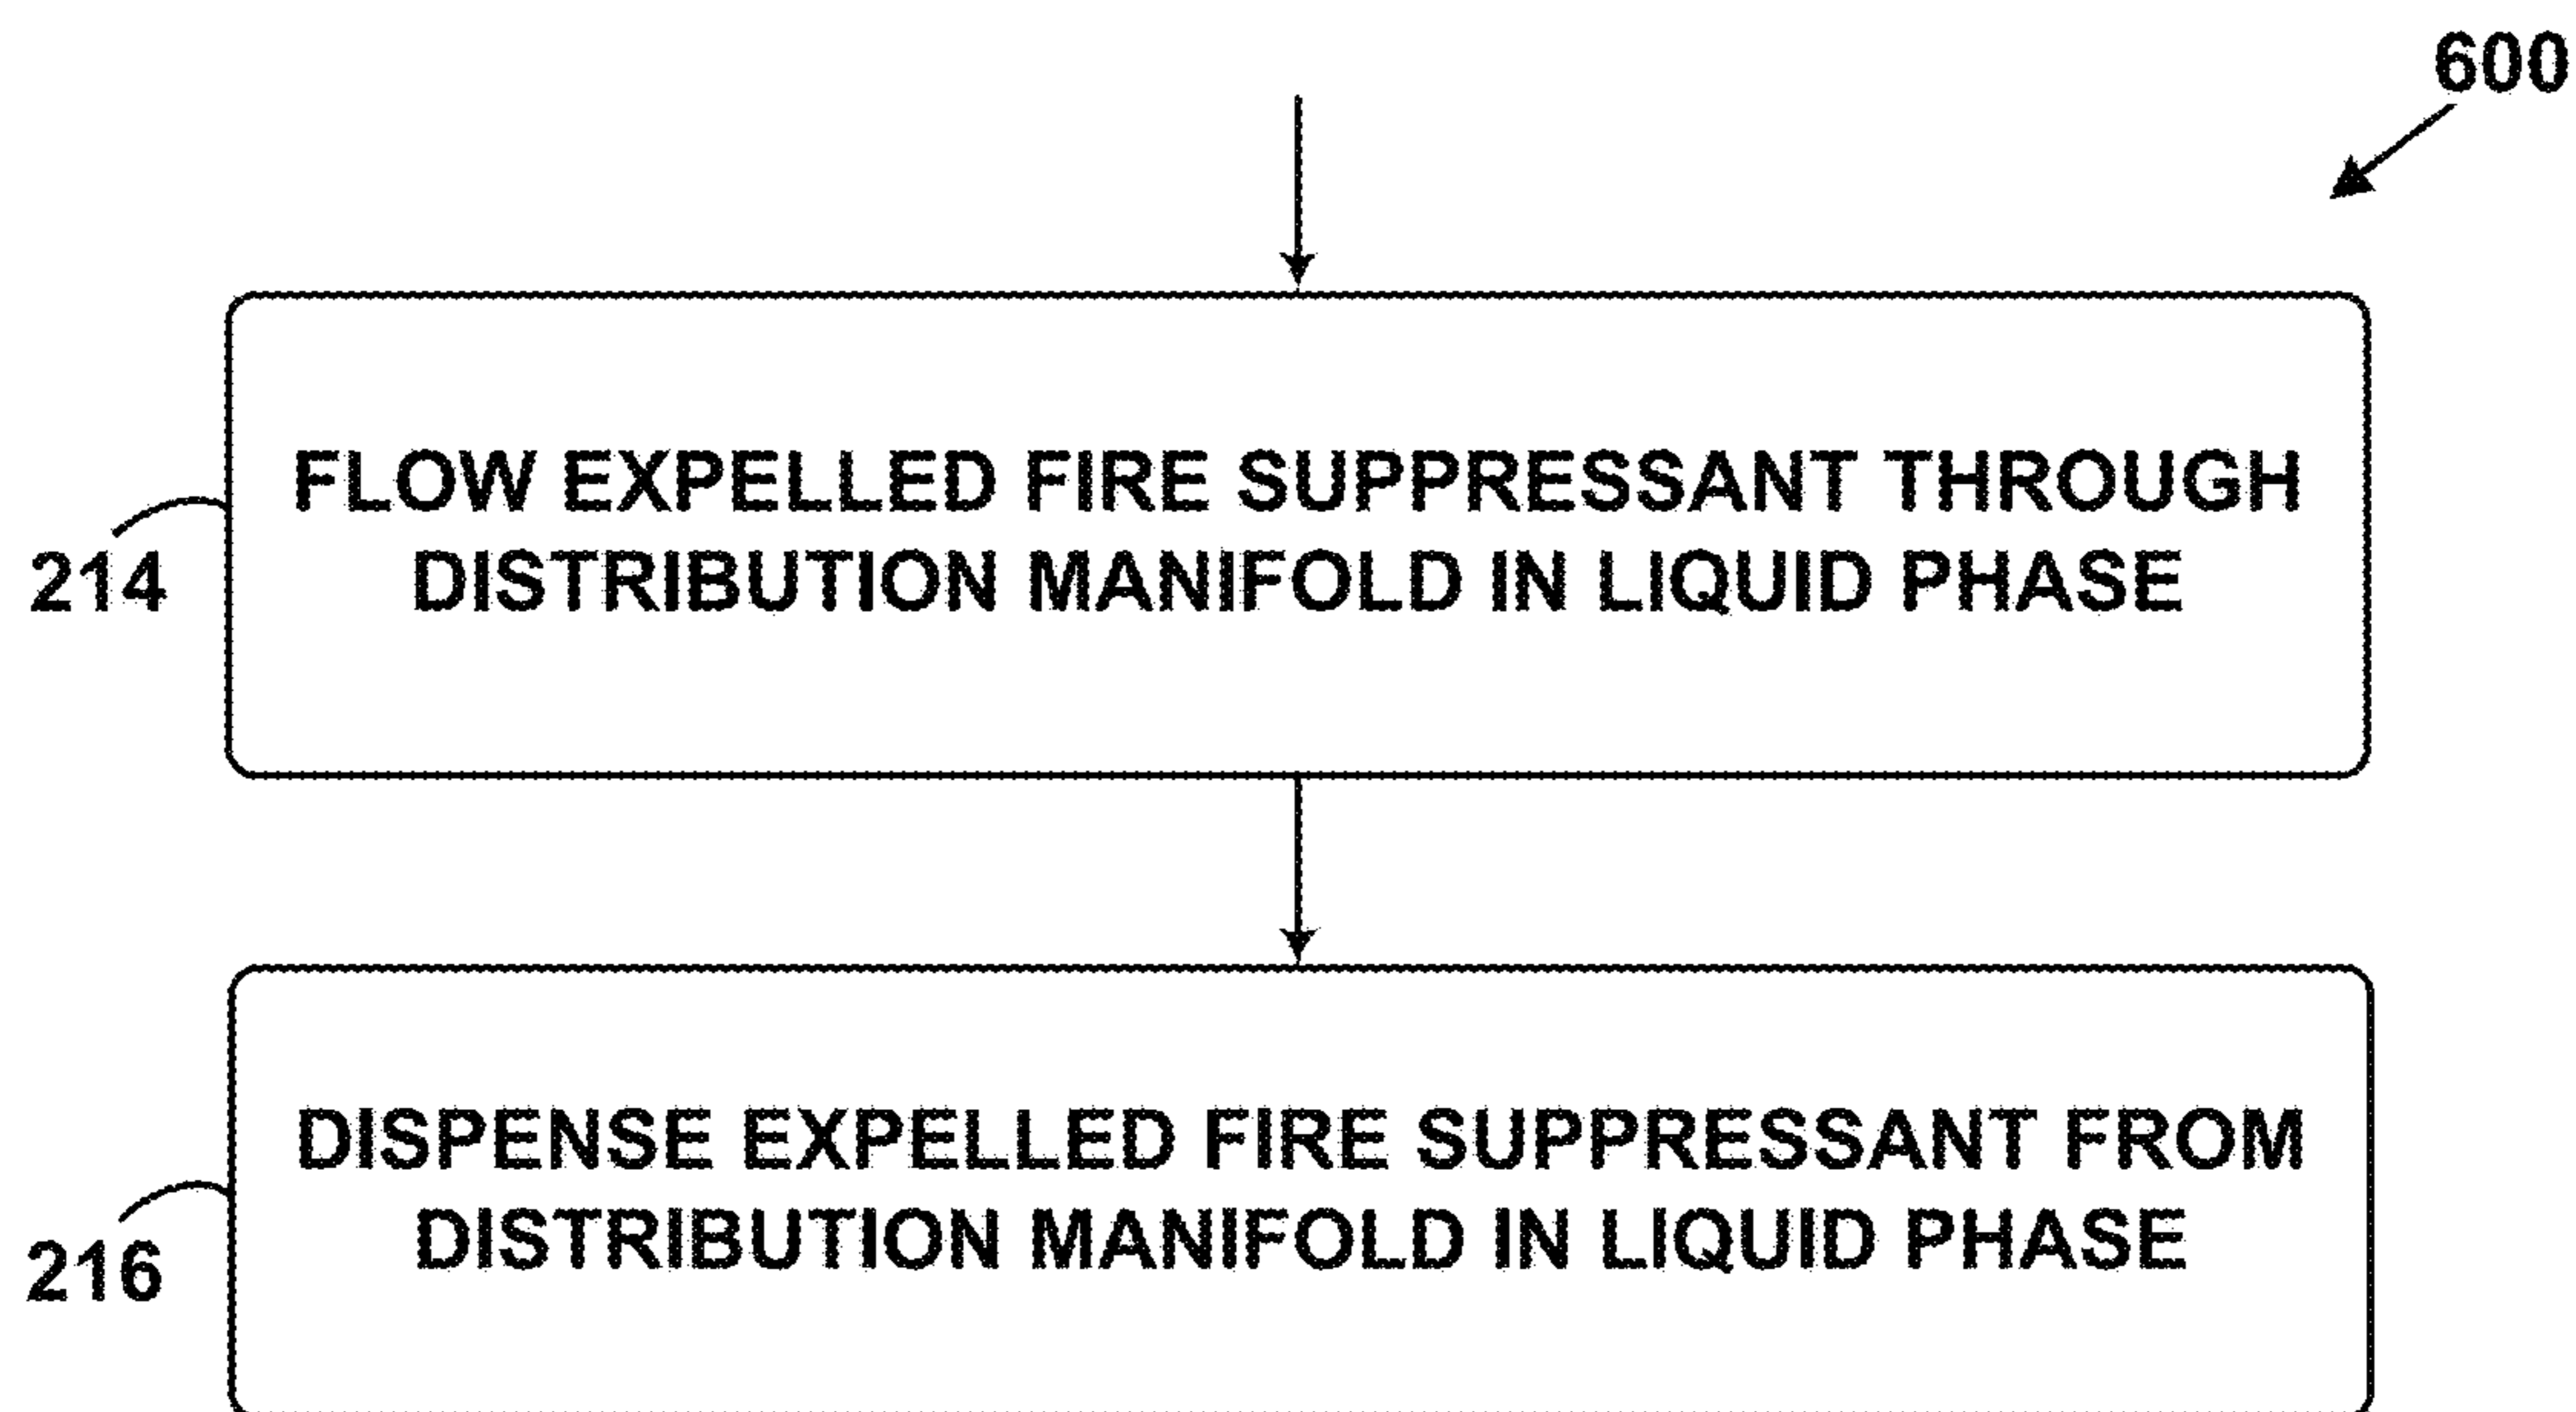 600
FLOW EXPELLED FIRE SUPPRESSANT THROUGH
DISTRIBUTION MANIFOLD IN LIQUID PHASE
214
DISPENSE EXPELLED FIRE SUPPRESSANT FROM
DISTRIBUTION MANIFOLD IN LIQUID PHASE
216